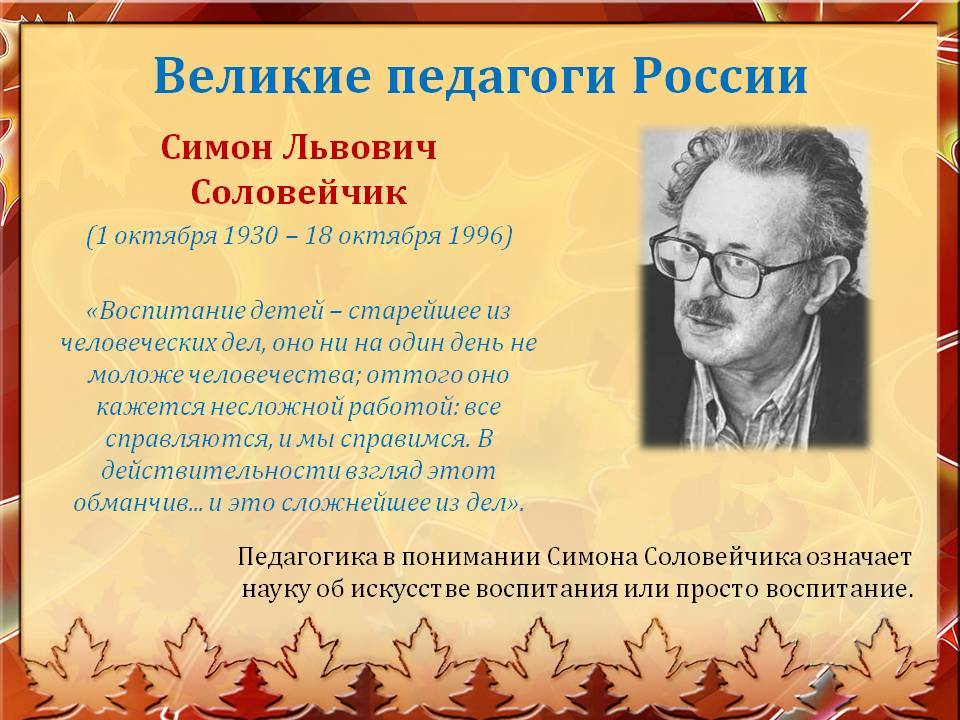 Великие педагоги России
Симон Львович
Соловейчик
(1 октября 1930 – 18 октября 1996)
«Воспитание детей – старейшее из
человеческих дел, оно ни на один день не
моложе человечества; оттого оно
кажется несложной работой: все
справляются, и мы справимся. В
действительности взгляд этот
обманчив... и это сложнейшее из дел».
Педагогика в понимании Симона Соловейчика означает
науку об искусстве воспитания или просто воспитание.